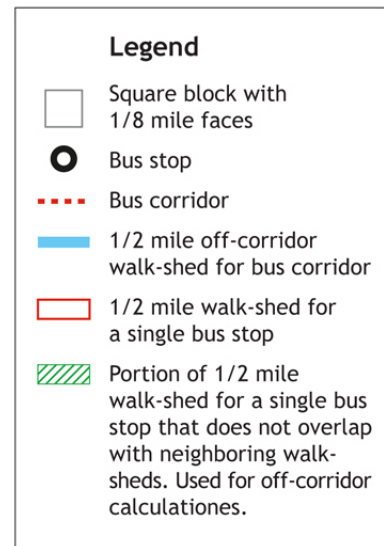 Legend
Square block with
1/8 mile faces
Bus stop
Bus corridor
1/2 mile off-corridor
walk-shed for bus corridor
1/2 mile walk-shed for
a single bus stop
Portion of 1/2 mile
walk-shed for a single bus
stop that does not overlap
with neighboring walk-
sheds. Used for off-corridor
calculationes.